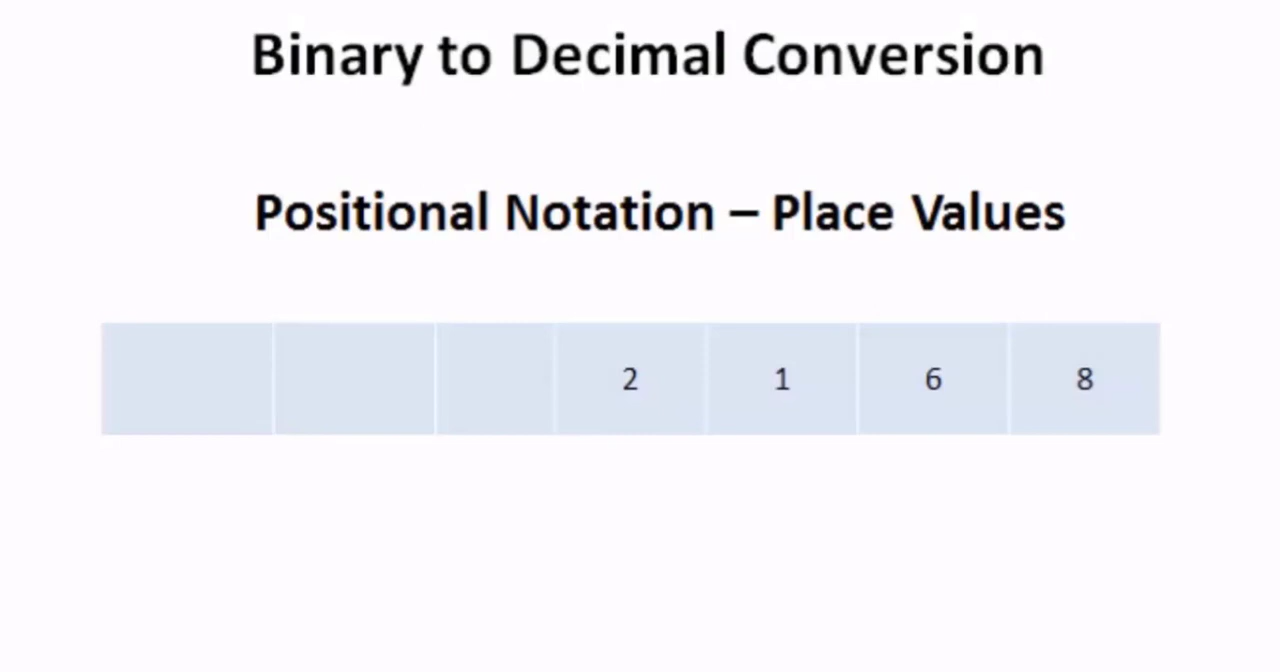 Binary to Decimal Conversion
Positional Notation – Place Values
2 1 6 8